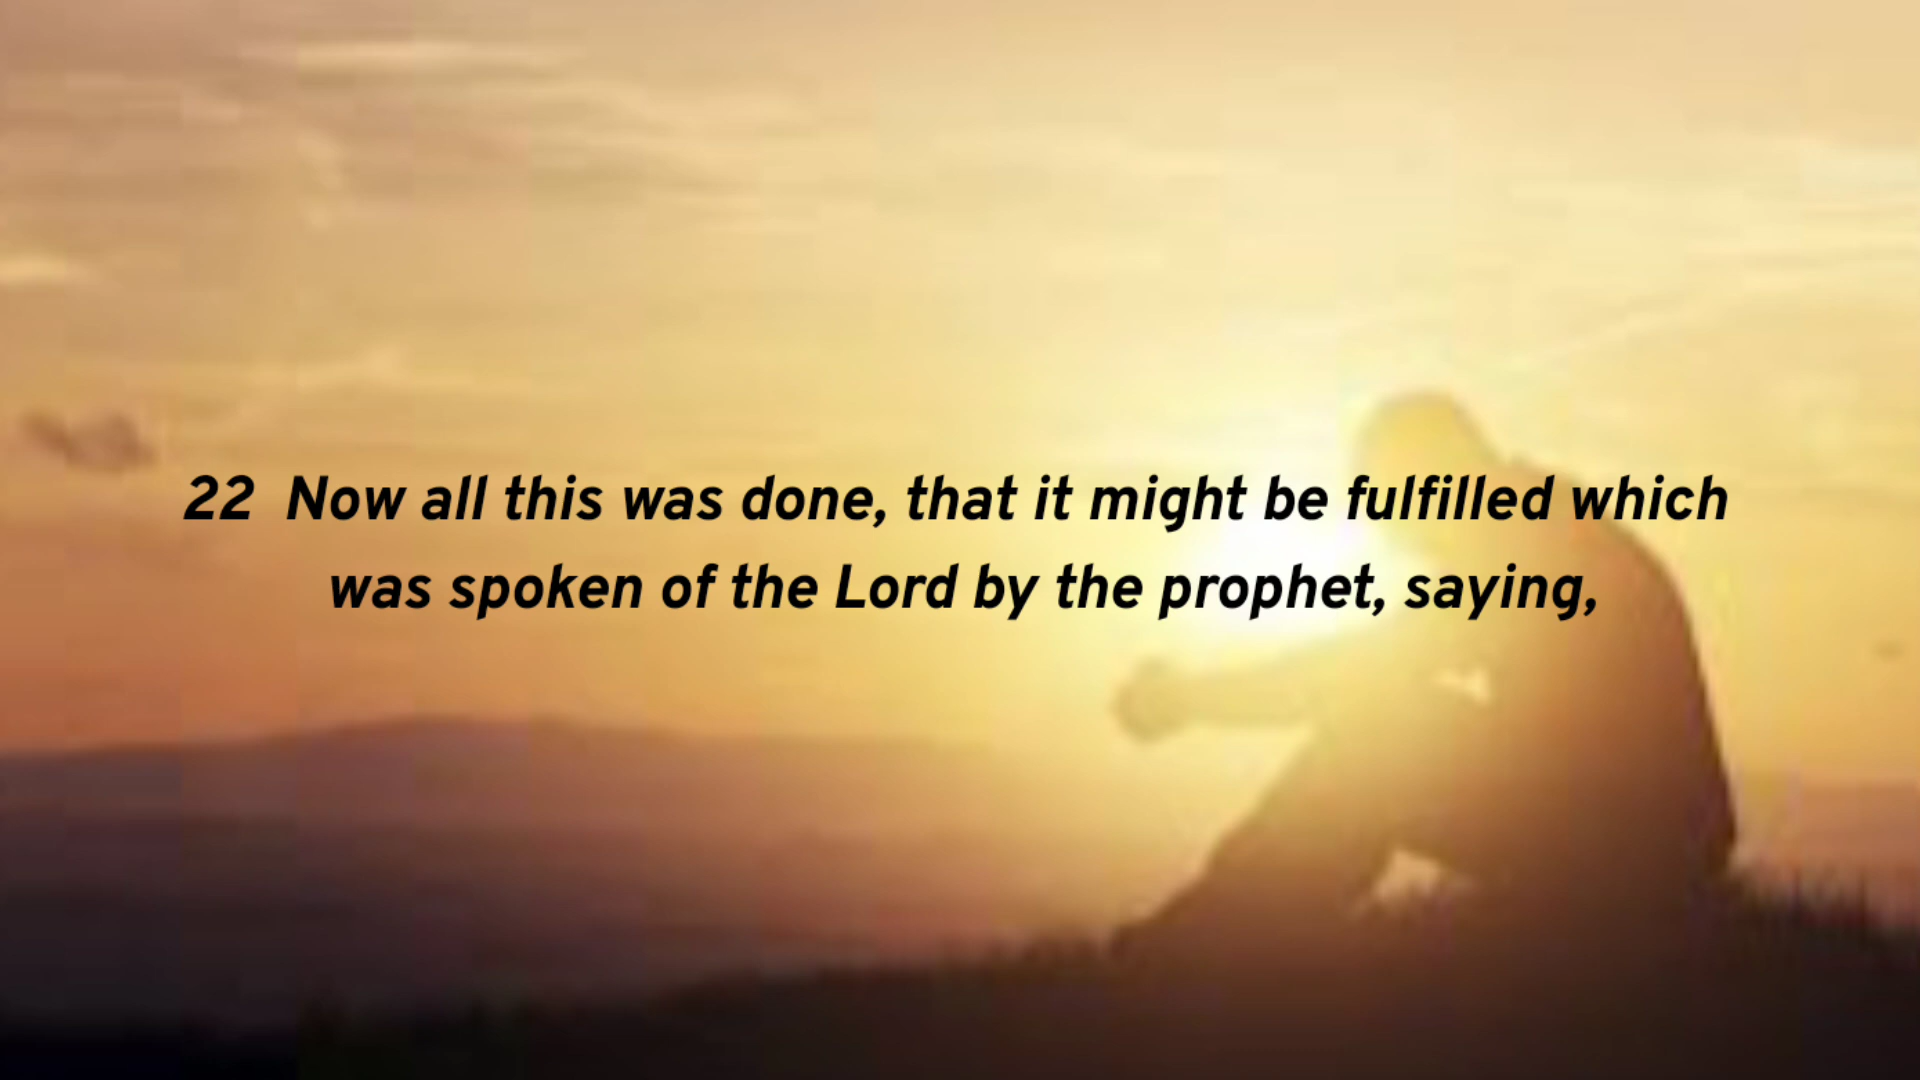 22 Now all this was done, that it might be fulfilled which
was spoken of the Lord by the prophet, saying,